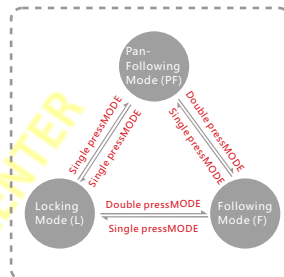 Pan-
Following
Mode (PF)
Single pressMODE
Single pressMODE
Double pressMODE
Single pressMODE
Locking
Mode (L)
Double pressMODE
Single pressMODE
Following
Mode (F)
NTER